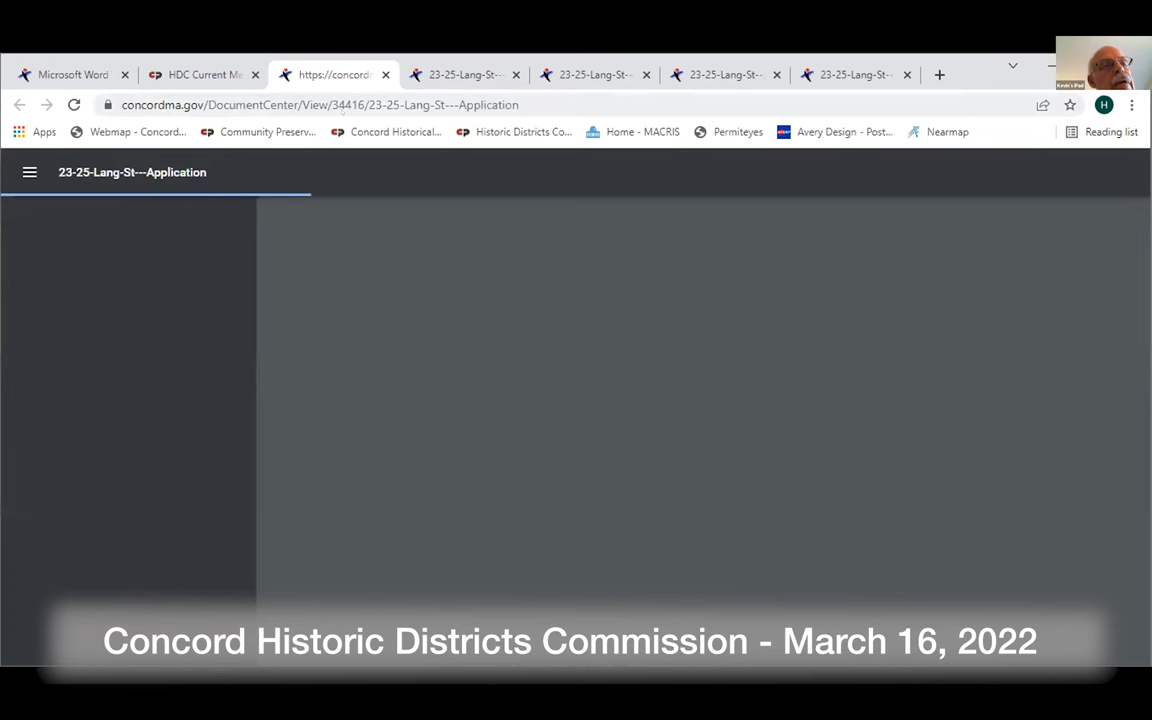 Microsoft Word
HDC Current Me
https://concord
23-25-Lang-St--
23-25-Lang-St--
23-25-Lang-St--
23-25-Lang-St--
Kevin's iPad
concordma.gov/DocumentCenter/View/34416/23-25-Lang-St---Application
H
Apps
Webmap - Concord...
Community Preserv...
Concord Historical...
Historic Districts Co...
Home - MACRIS
Permiteyes
Avery Design - Post...
Nearmap
Reading list
23-25-Lang-St---Application
Concord Historic Districts Commission - March 16, 2022